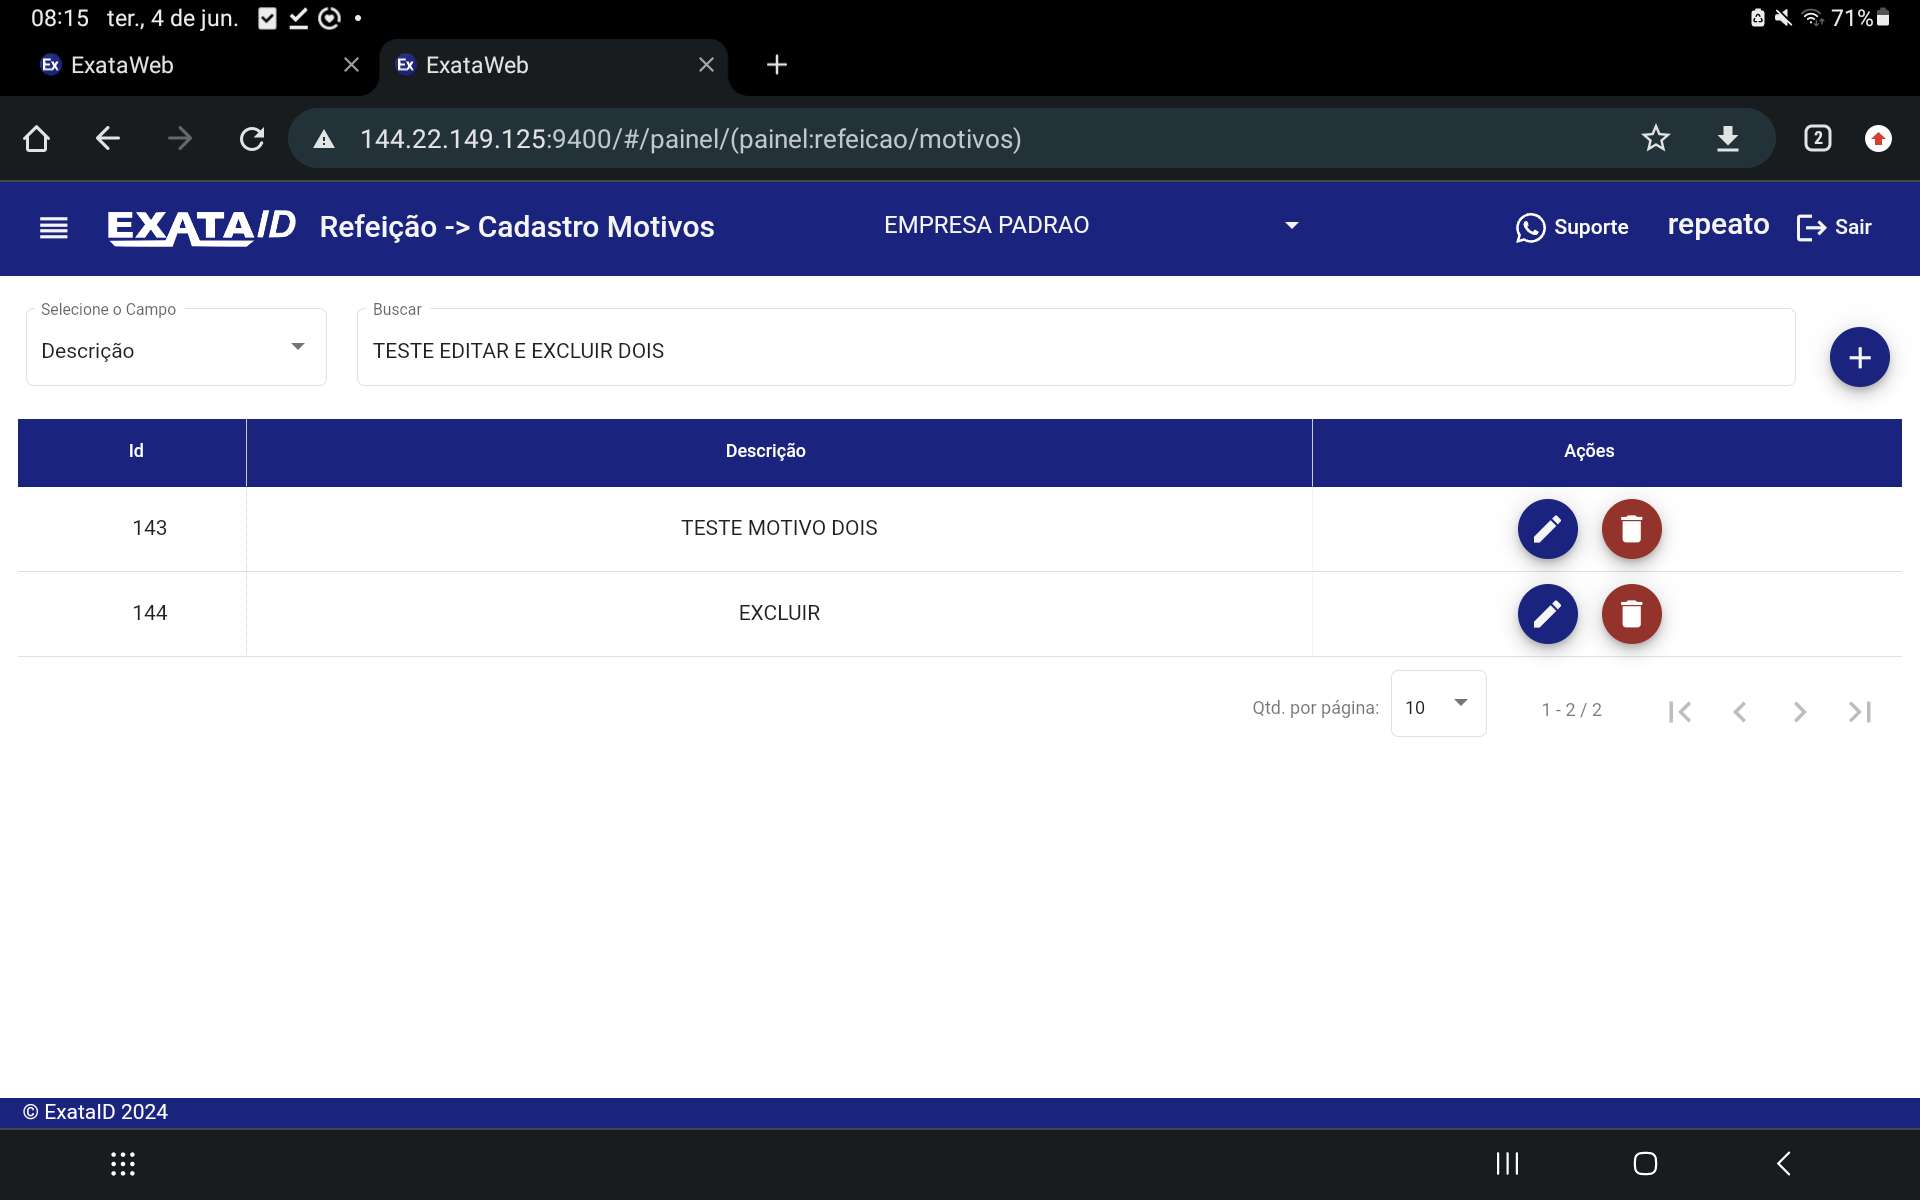 08:15 ter., 4 de jun. 71%
Ex ExataWeb Ex ExataWeb
144.22.149.125:9400/#/painel/(painel:refeicao/motivos) 2
EXATAID Refeição -> Cadastro Motivos EMPRESA PADRAO Suporte repeato Sair
Selecione o Campo Buscar
Descrição TESTE EDITAR E EXCLUIR DOIS
Id Descrição Ações
143 TESTE MOTIVO DOIS
144 EXCLUIR
Qtd. por página: 10 1 - 2 / 2
© ExataID 2024